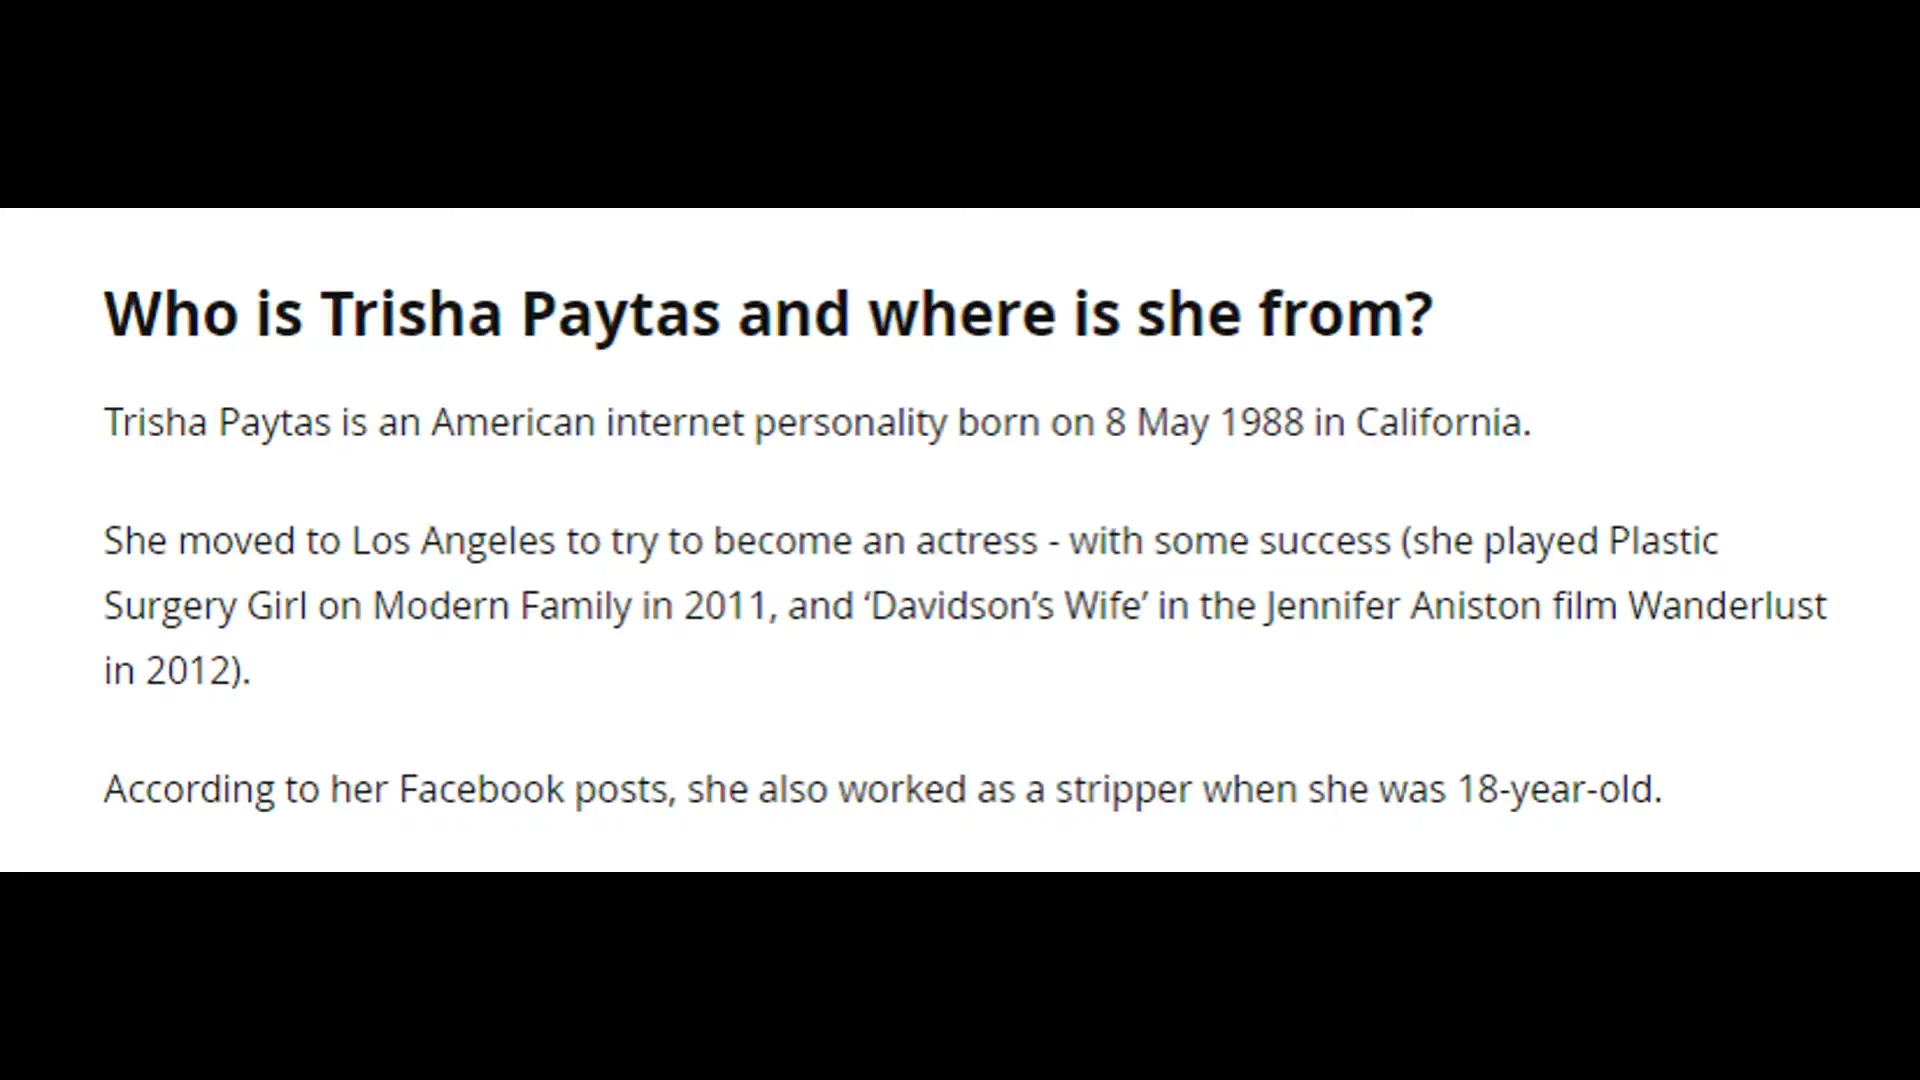 Who is Trisha Paytas and where is she from?
Trisha Paytas is an American internet personality born on 8 May 1988 in California.
She moved to Los Angeles to try to become an actress - with some success (she played Plastic
Surgery Girl on Modern Family in 2011, and ‘Davidson’s Wife’ in the Jennifer Aniston film Wanderlust
in 2012).
According to her Facebook posts, she also worked as a stripper when she was 18-year-old.